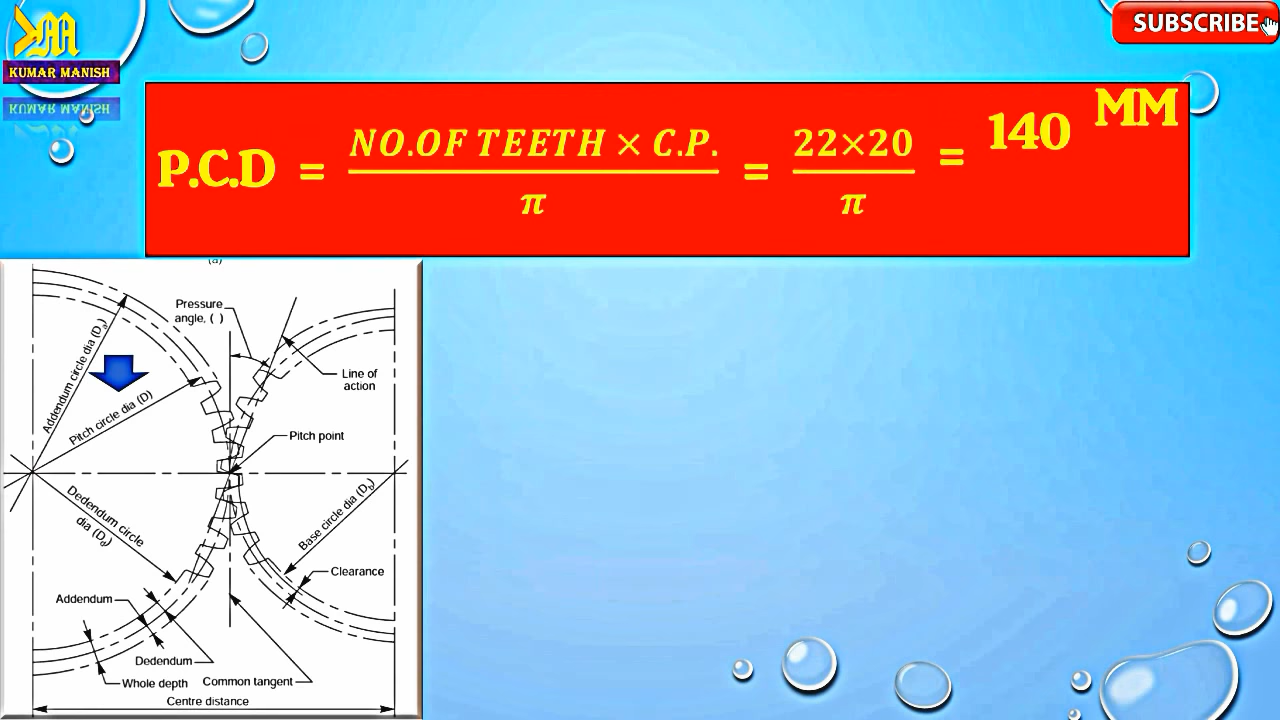 KUMAR MANISH
SUBSCRIBE
P.C.D = NO.OF TEETH × C.P. / π = 22×20 / π = 140 MM
(a)
Pressure
angle, ( )
Addendum circle dia (Da)
Line of
action
Pitch circle dia (D)
Pitch point
Dedendum circle
dia (Dd)
Base circle dia (Db)
Clearance
Addendum
Dedendum
Whole depth
Common tangent
Centre distance